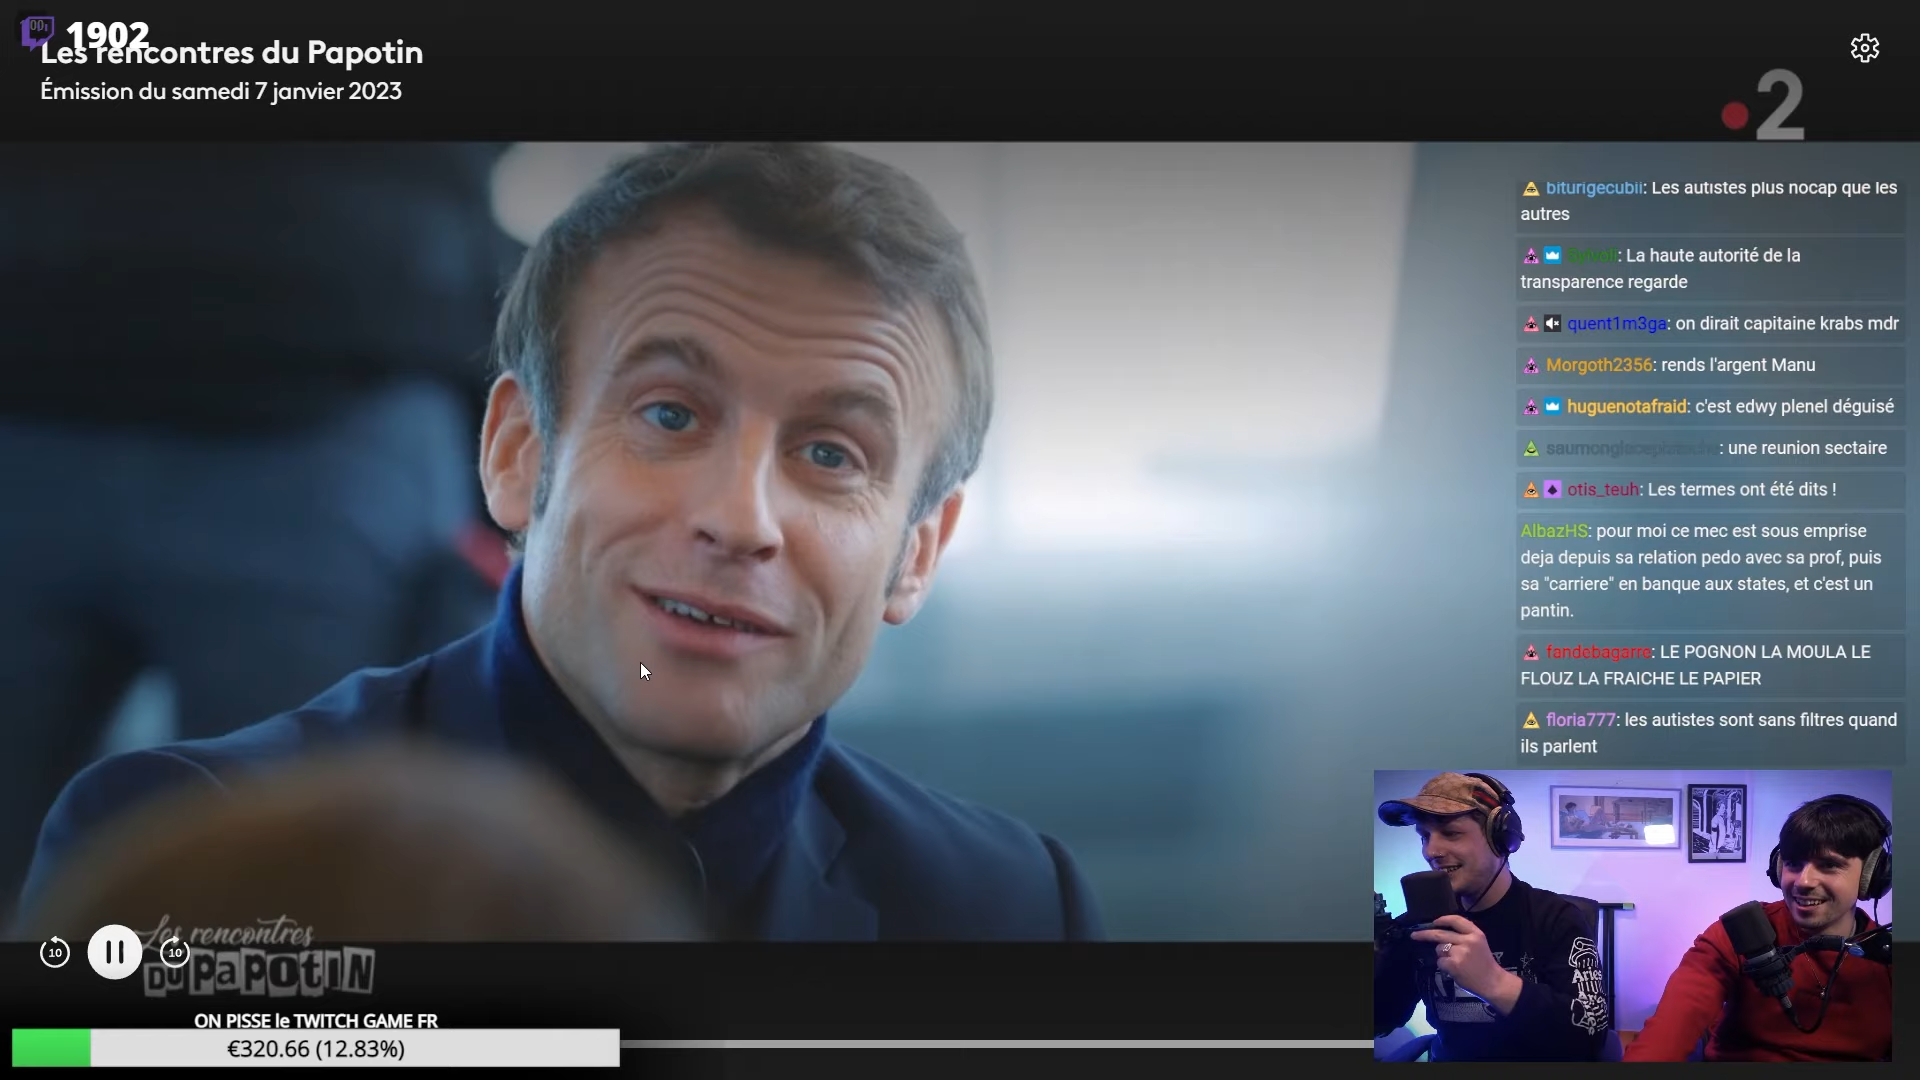 1902
Les rencontres du Papotin
Émission du samedi 7 janvier 2023
2
biturigecubii: Les autistes plus nocap que les
autres
: La haute autorité de la
transparence regarde
quent1m3ga: on dirait capitaine krabs mdr
Morgoth2356: rends l'argent Manu
huguenotafraid: c'est edwy plenel déguisé
: une reunion sectaire
otis_teuh: Les termes ont été dits !
AlbazHS: pour moi ce mec est sous emprise
deja depuis sa relation pedo avec sa prof, puis
sa "carriere" en banque aux states, et c'est un
pantin.
fandebagarre: LE POGNON LA MOULA LE
FLOUZ LA FRAICHE LE PAPIER
floria777: les autistes sont sans filtres quand
ils parlent
10
10
Les rencontres
DU PAPOTIN
ON PISSE le TWITCH GAME FR
€320.66 (12.83%)
Aries